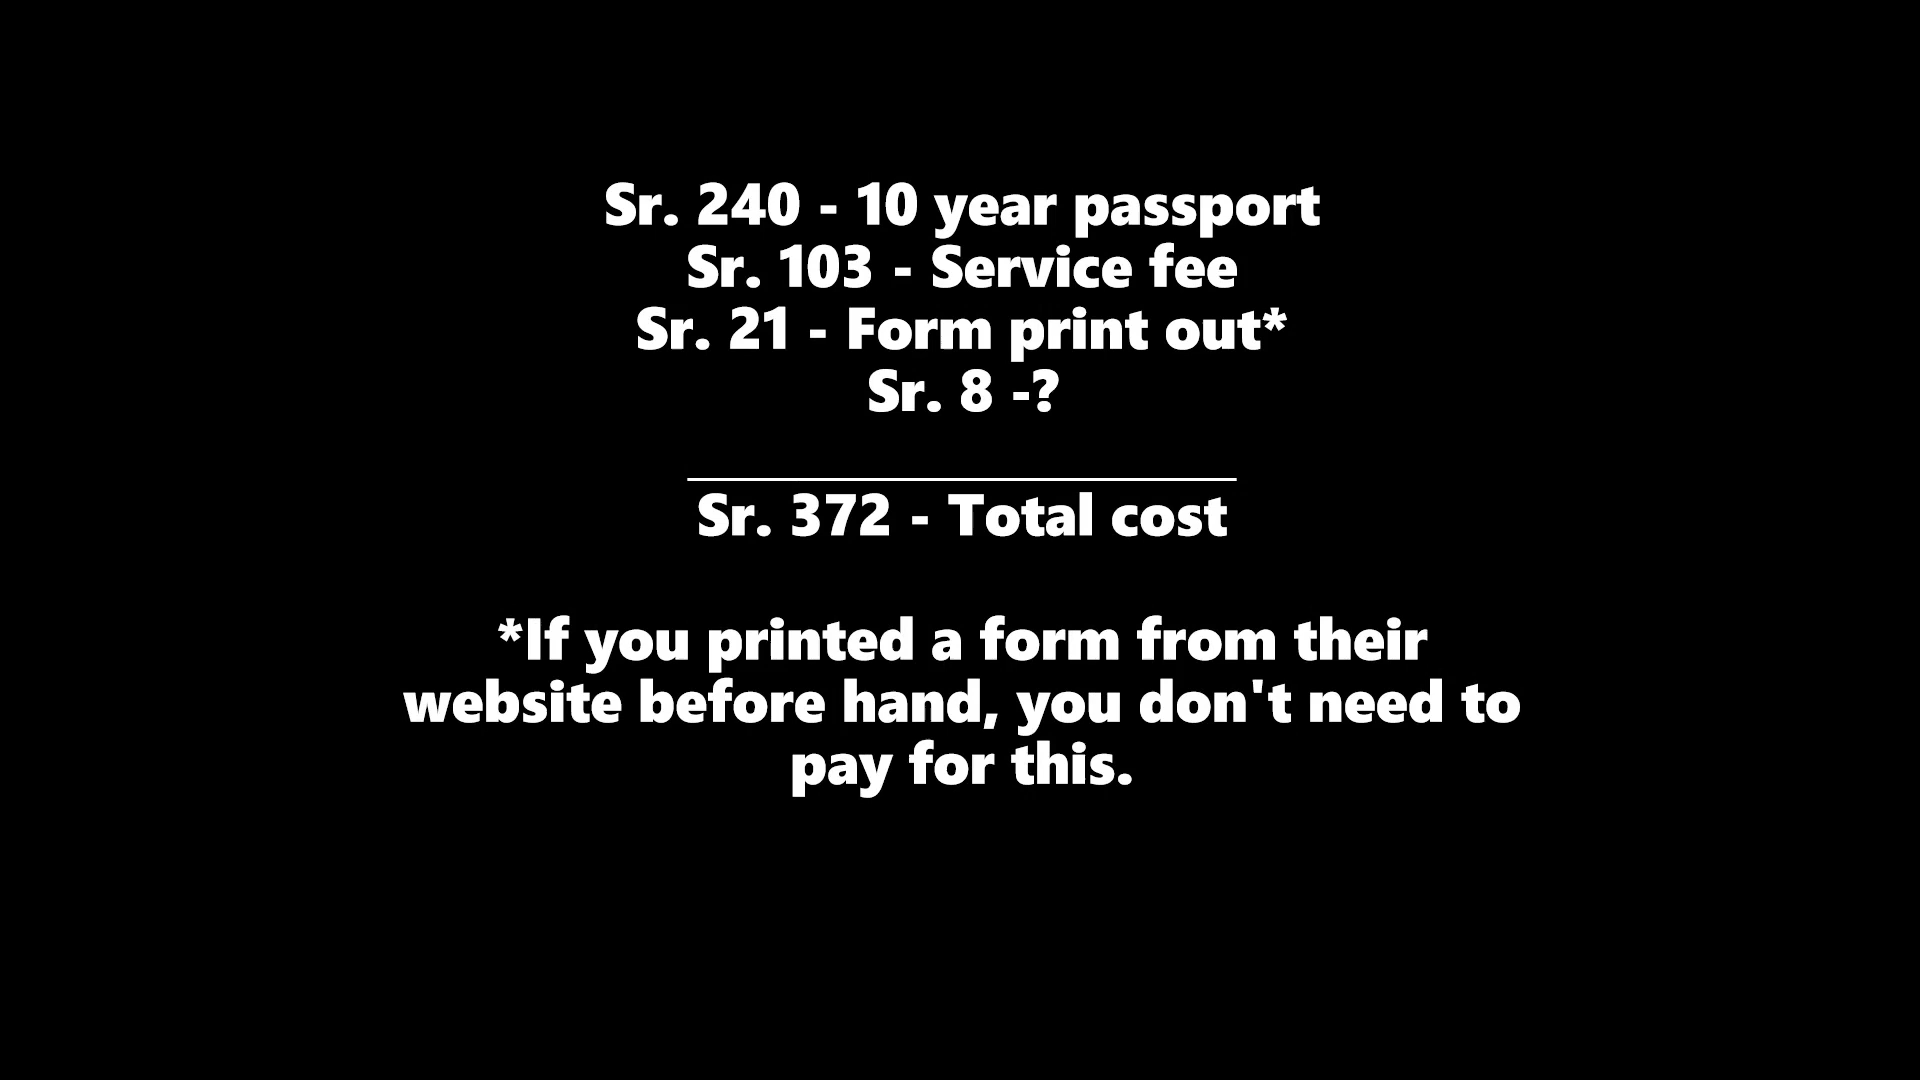 Sr. 240 - 10 year passport
Sr. 103 - Service fee
Sr. 21 - Form print out*
Sr. 8 -?
Sr. 372 - Total cost
*If you printed a form from their
website before hand, you don't need to
pay for this.